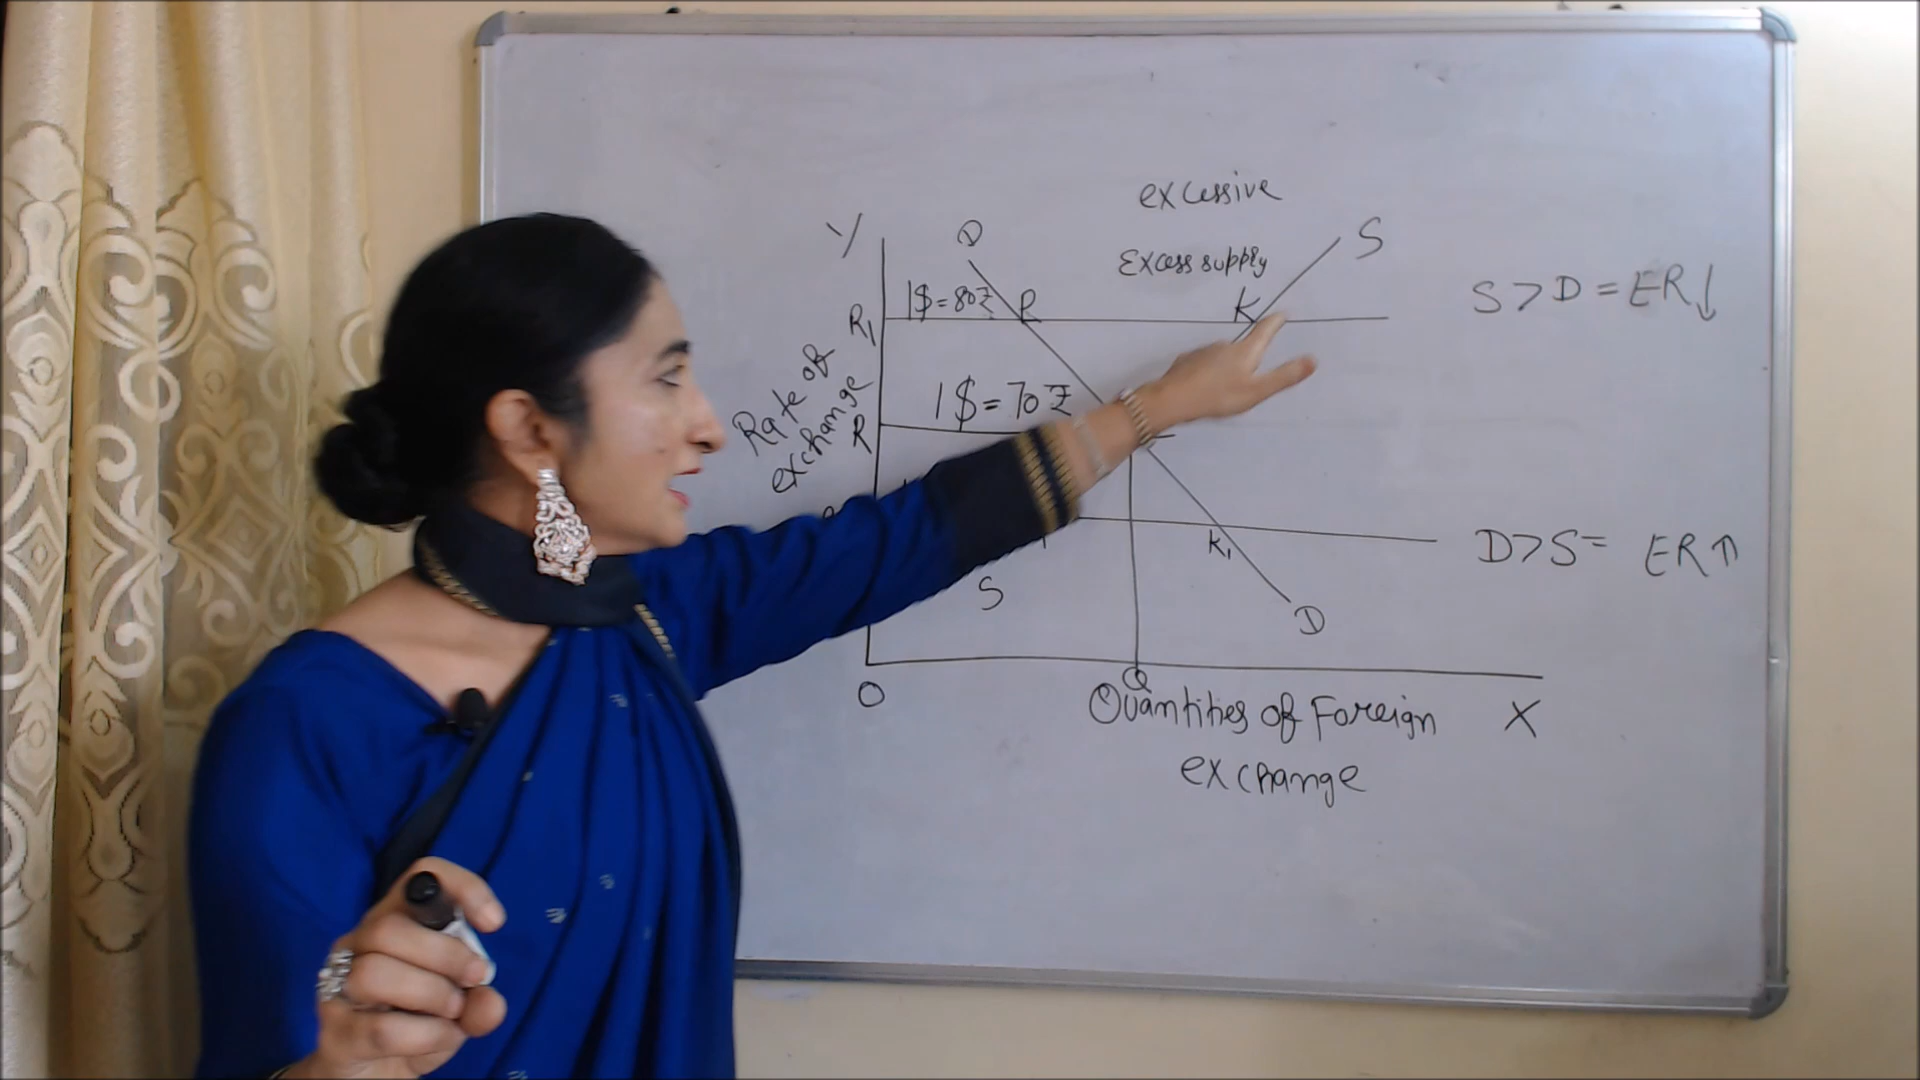 excessive
Y
D
Excess supply
S
1$=80₹
R
K
S>D=ER↓
R₁
Rate of
exchange
1$=70₹
R
K₁
D>S= ER↑
S
D
O
Q
Quantities of Foreign
X
exchange